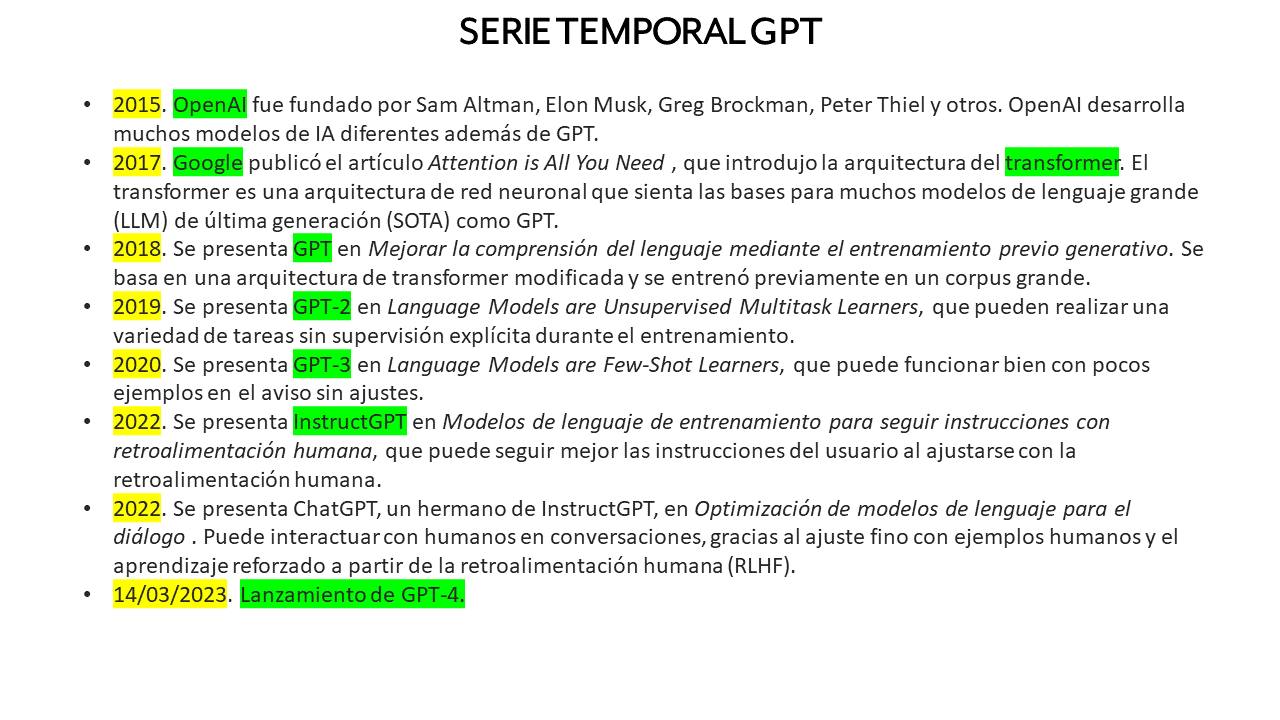 SERIE TEMPORAL GPT
• 2015. OpenAI fue fundado por Sam Altman, Elon Musk, Greg Brockman, Peter Thiel y otros. OpenAI desarrolla
muchos modelos de IA diferentes además de GPT.
• 2017. Google publicó el artículo Attention is All You Need , que introdujo la arquitectura del transformer. El
transformer es una arquitectura de red neuronal que sienta las bases para muchos modelos de lenguaje grande
(LLM) de última generación (SOTA) como GPT.
• 2018. Se presenta GPT en Mejorar la comprensión del lenguaje mediante el entrenamiento previo generativo. Se
basa en una arquitectura de transformer modificada y se entrenó previamente en un corpus grande.
• 2019. Se presenta GPT-2 en Language Models are Unsupervised Multitask Learners, que pueden realizar una
variedad de tareas sin supervisión explícita durante el entrenamiento.
• 2020. Se presenta GPT-3 en Language Models are Few-Shot Learners, que puede funcionar bien con pocos
ejemplos en el aviso sin ajustes.
• 2022. Se presenta InstructGPT en Modelos de lenguaje de entrenamiento para seguir instrucciones con
retroalimentación humana, que puede seguir mejor las instrucciones del usuario al ajustarse con la
retroalimentación humana.
• 2022. Se presenta ChatGPT, un hermano de InstructGPT, en Optimización de modelos de lenguaje para el
diálogo . Puede interactuar con humanos en conversaciones, gracias al ajuste fino con ejemplos humanos y el
aprendizaje reforzado a partir de la retroalimentación humana (RLHF).
• 14/03/2023. Lanzamiento de GPT-4.